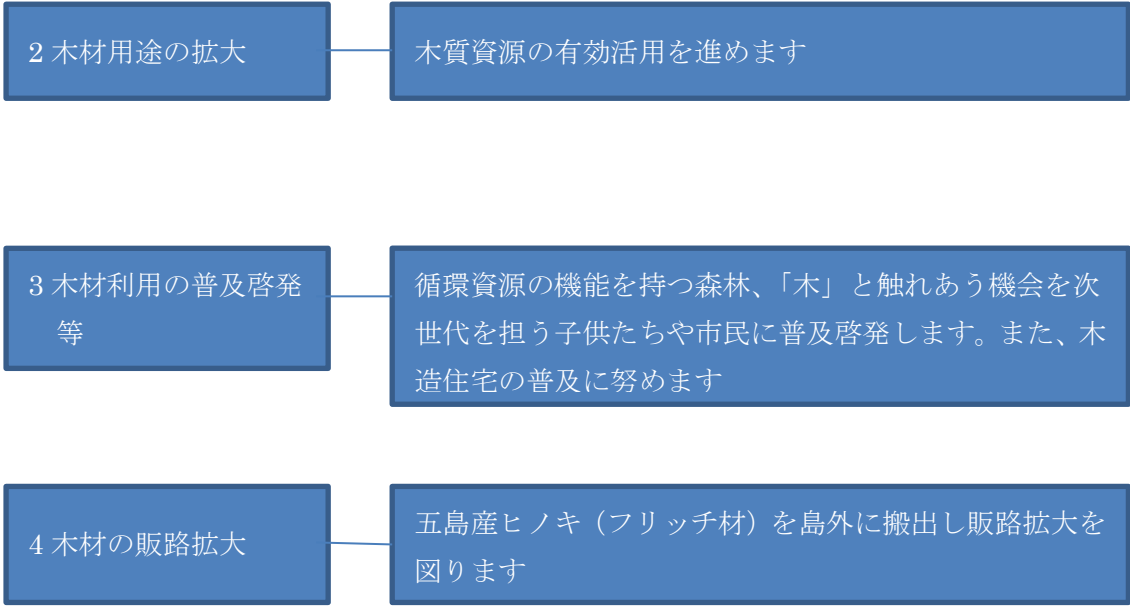 2 木材用途の拡大
木質資源の有効活用を進めます
3 木材利用の普及啓発
等
循環資源の機能を持つ森林、「木」と触れあう機会を次
世代を担う子供たちや市民に普及啓発します。また、木
造住宅の普及に努めます
4 木材の販路拡大
五島産ヒノキ（フリッチ材）を島外に搬出し販路拡大を
図ります